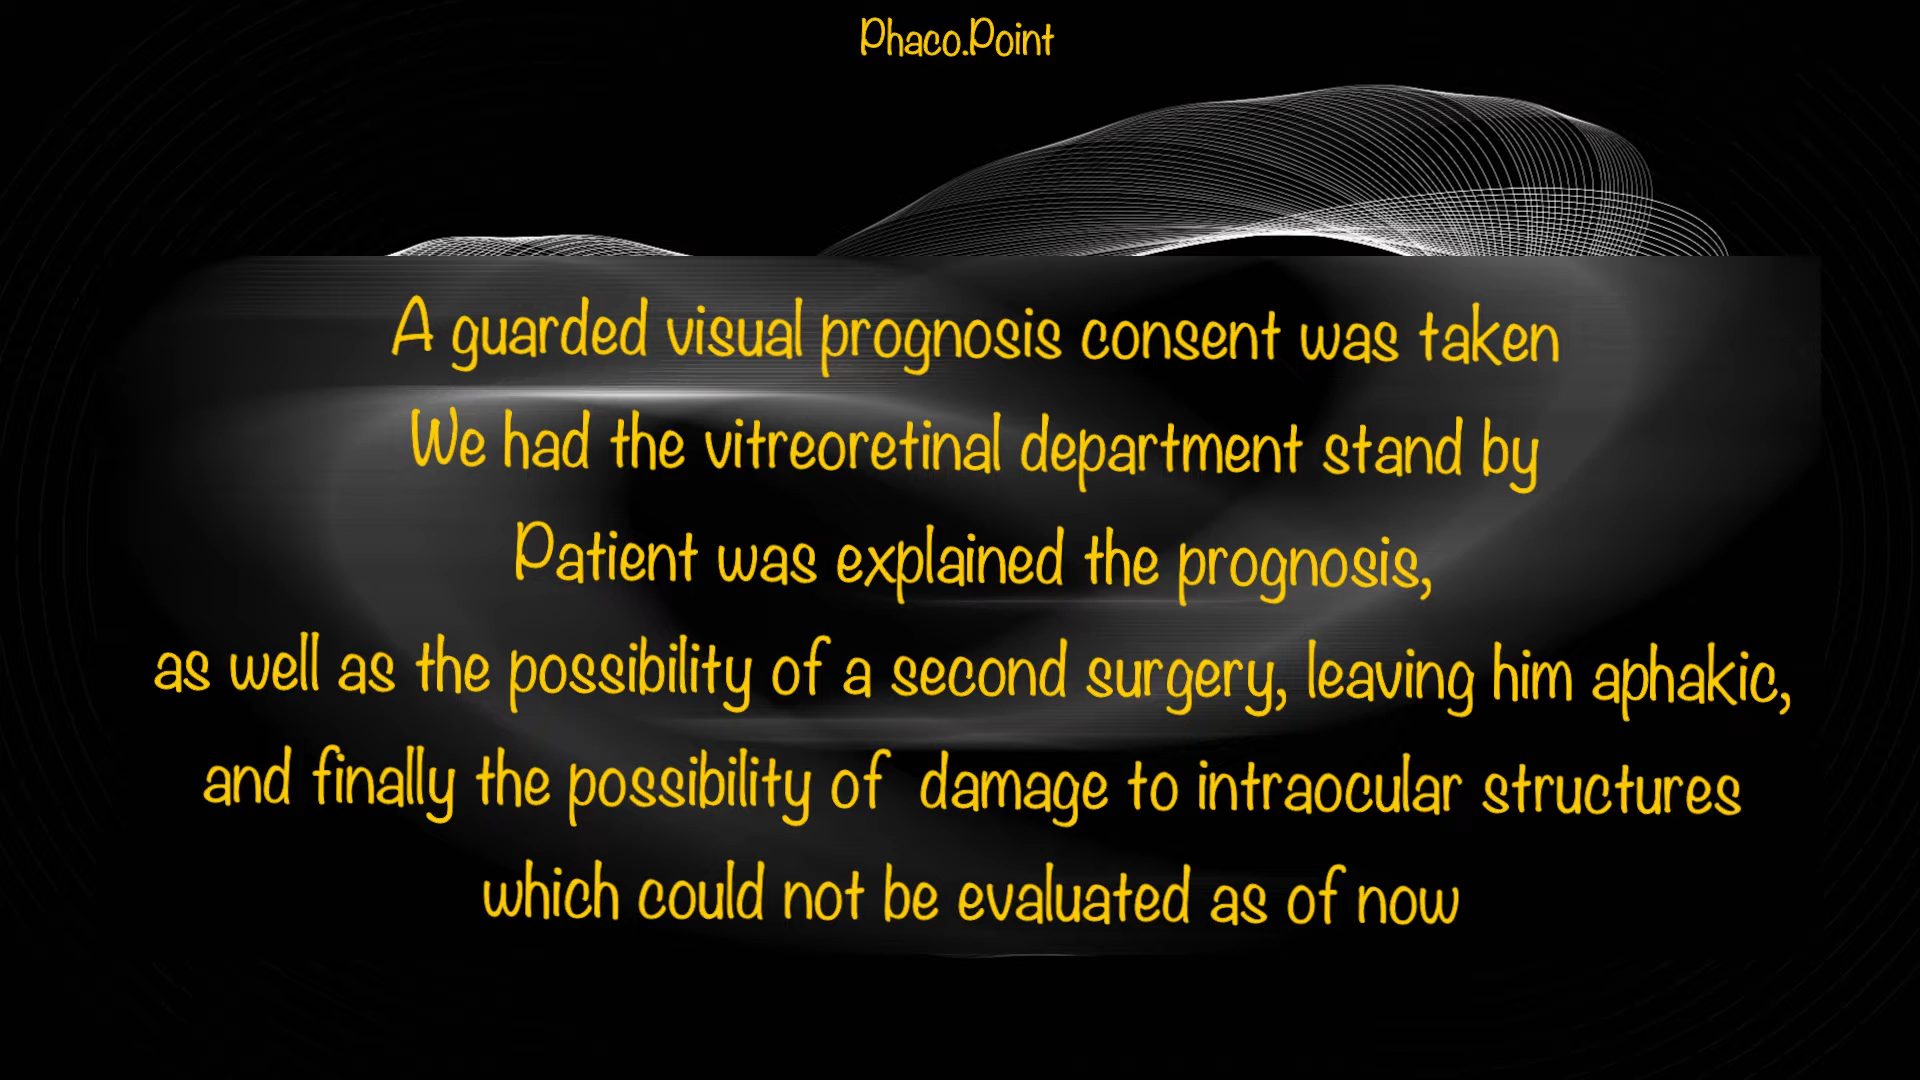 Phaco.Point
A guarded visual prognosis consent was taken
We had the vitreoretinal department stand by
Patient was explained the prognosis,
as well as the possibility of a second surgery, leaving him aphakic,
and finally the possibility of  damage to intraocular structures
which could not be evaluated as of now